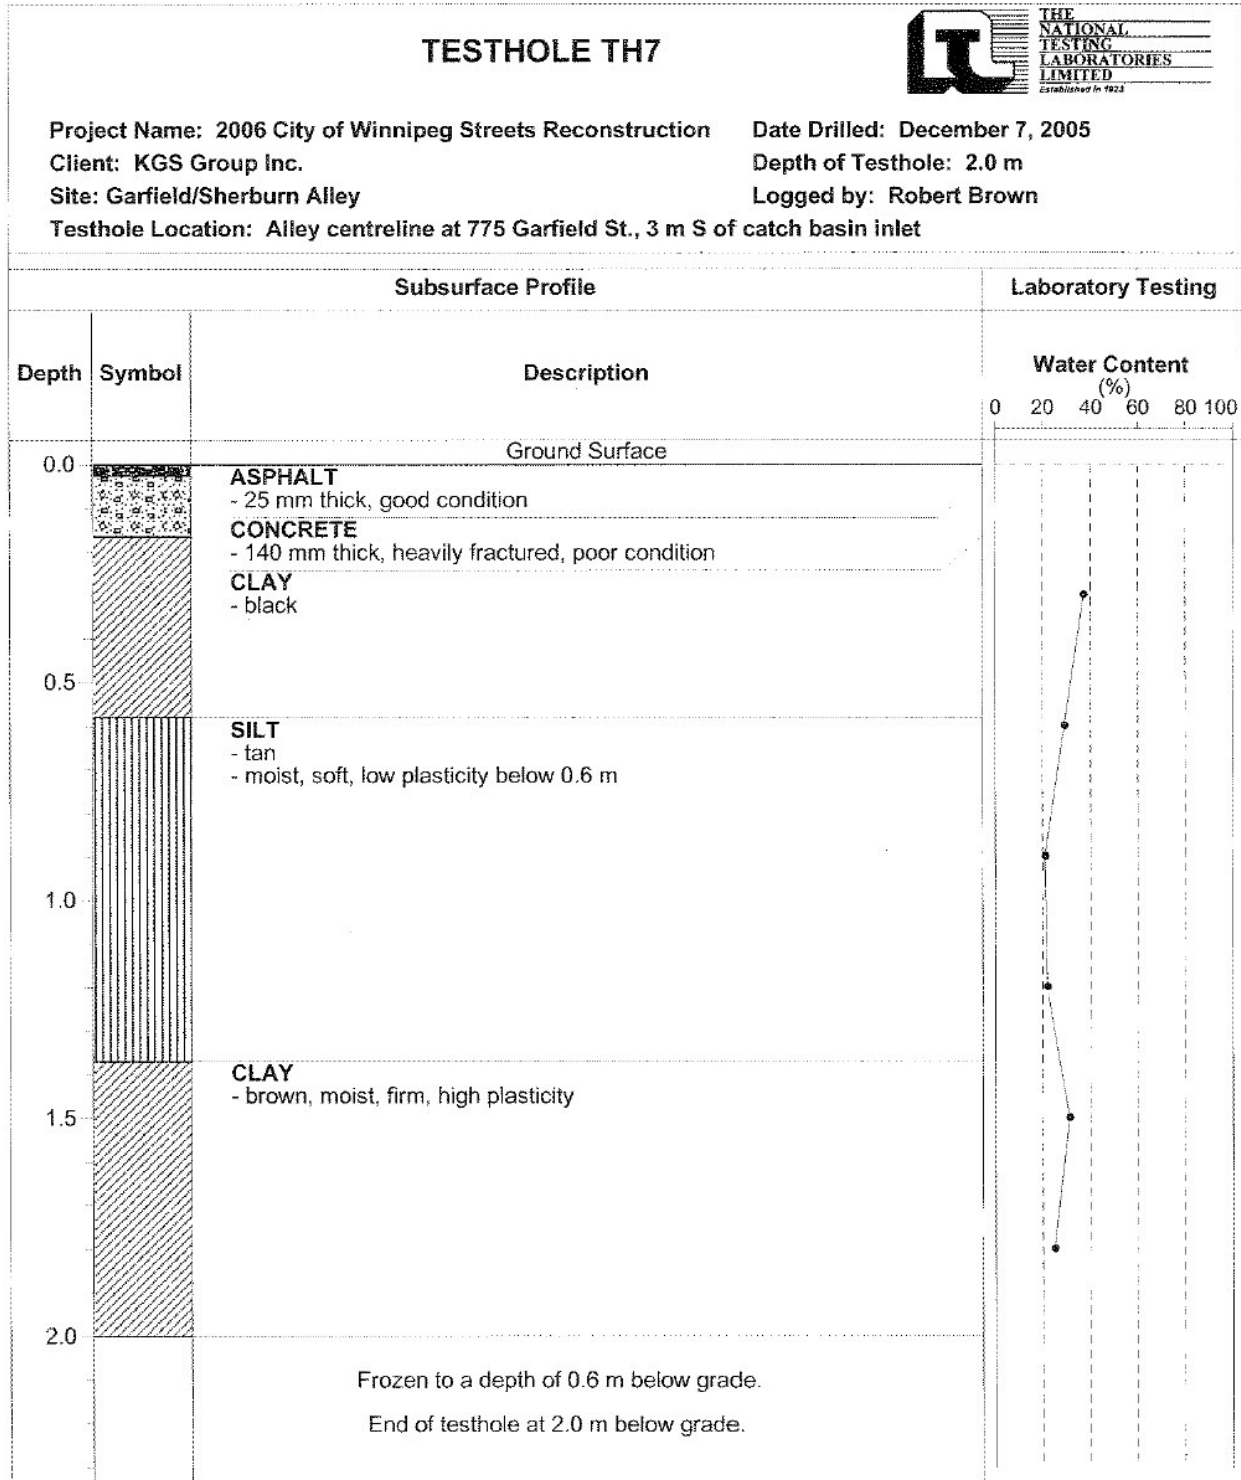 TESTHOLE TH7
THE
NATIONAL
TESTING
LABORATORIES
LIMITED
Established in 1923
Project Name: 2006 City of Winnipeg Streets Reconstruction
Date Drilled: December 7, 2005
Client: KGS Group Inc.
Depth of Testhole: 2.0 m
Site: Garfield/Sherburn Alley
Logged by: Robert Brown
Testhole Location: Alley centreline at 775 Garfield St., 3 m S of catch basin inlet
Subsurface Profile
Laboratory Testing
Depth
Symbol
Description
Water Content
(%)
0 20 40 60 80 100
Ground Surface
0.0
ASPHALT
- 25 mm thick, good condition
CONCRETE
- 140 mm thick, heavily fractured, poor condition
CLAY
- black
0.5
SILT
- tan
- moist, soft, low plasticity below 0.6 m
1.0
CLAY
- brown, moist, firm, high plasticity
1.5
2.0
Frozen to a depth of 0.6 m below grade.
End of testhole at 2.0 m below grade.